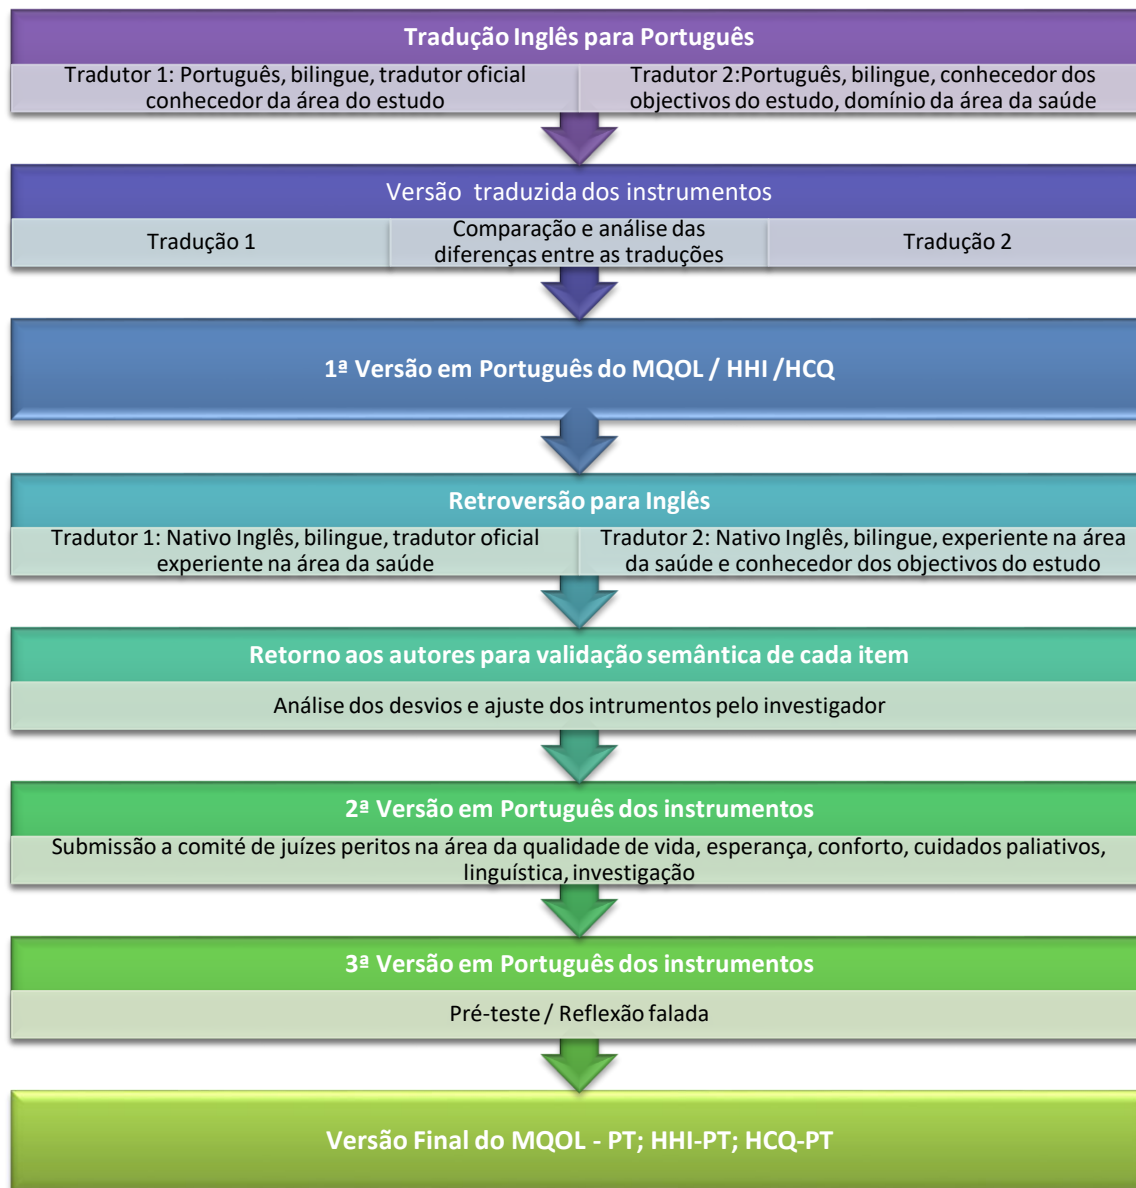 Tradução Inglês para Português
Tradutor 1: Português, bilingue, tradutor oficial
conhecedor da área do estudo
Tradutor 2:Português, bilingue, conhecedor dos
objectivos do estudo, domínio da área da saúde
Versão traduzida dos instrumentos
Tradução 1
Comparação e análise das
diferenças entre as traduções
Tradução 2
1ª Versão em Português do MQOL / HHI /HCQ
Retroversão para Inglês
Tradutor 1: Nativo Inglês, bilingue, tradutor oficial
experiente na área da saúde
Tradutor 2: Nativo Inglês, bilingue, experiente na área
da saúde e conhecedor dos objectivos do estudo
Retorno aos autores para validação semântica de cada item
Análise dos desvios e ajuste dos intrumentos pelo investigador
2ª Versão em Português dos instrumentos
Submissão a comité de juízes peritos na área da qualidade de vida, esperança, conforto, cuidados paliativos,
linguística, investigação
3ª Versão em Português dos instrumentos
Pré-teste / Reflexão falada
Versão Final do MQOL - PT; HHI-PT; HCQ-PT